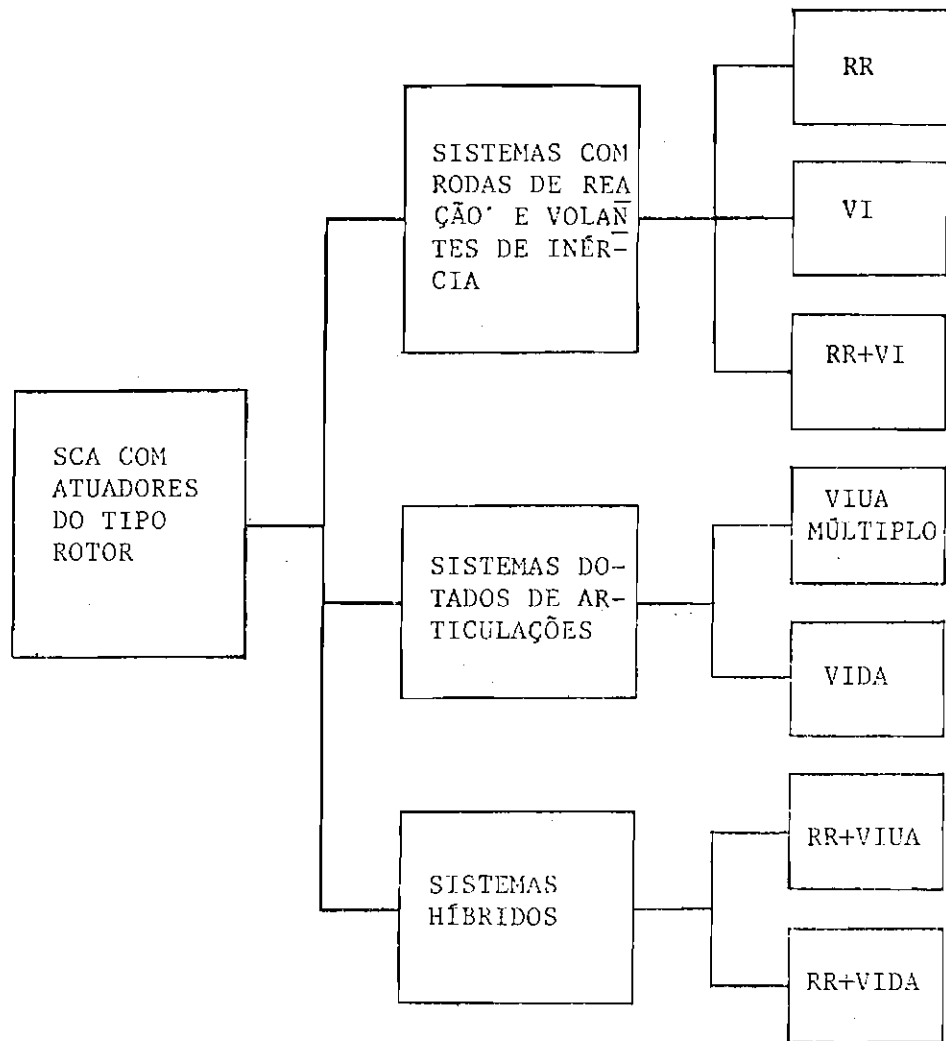 SCA COM
ATUADORES
DO TIPO
ROTOR
SISTEMAS COM
RODAS DE REA
ÇÃO' E VOLAN̅
TES DE INÉR-
CIA
RR
VI
RR+VI
SISTEMAS DO-
TADOS DE AR-
TICULAÇÕES
VIUA
MÚLTIPLO
VIDA
SISTEMAS
HÍBRIDOS
RR+VIUA
RR+VIDA